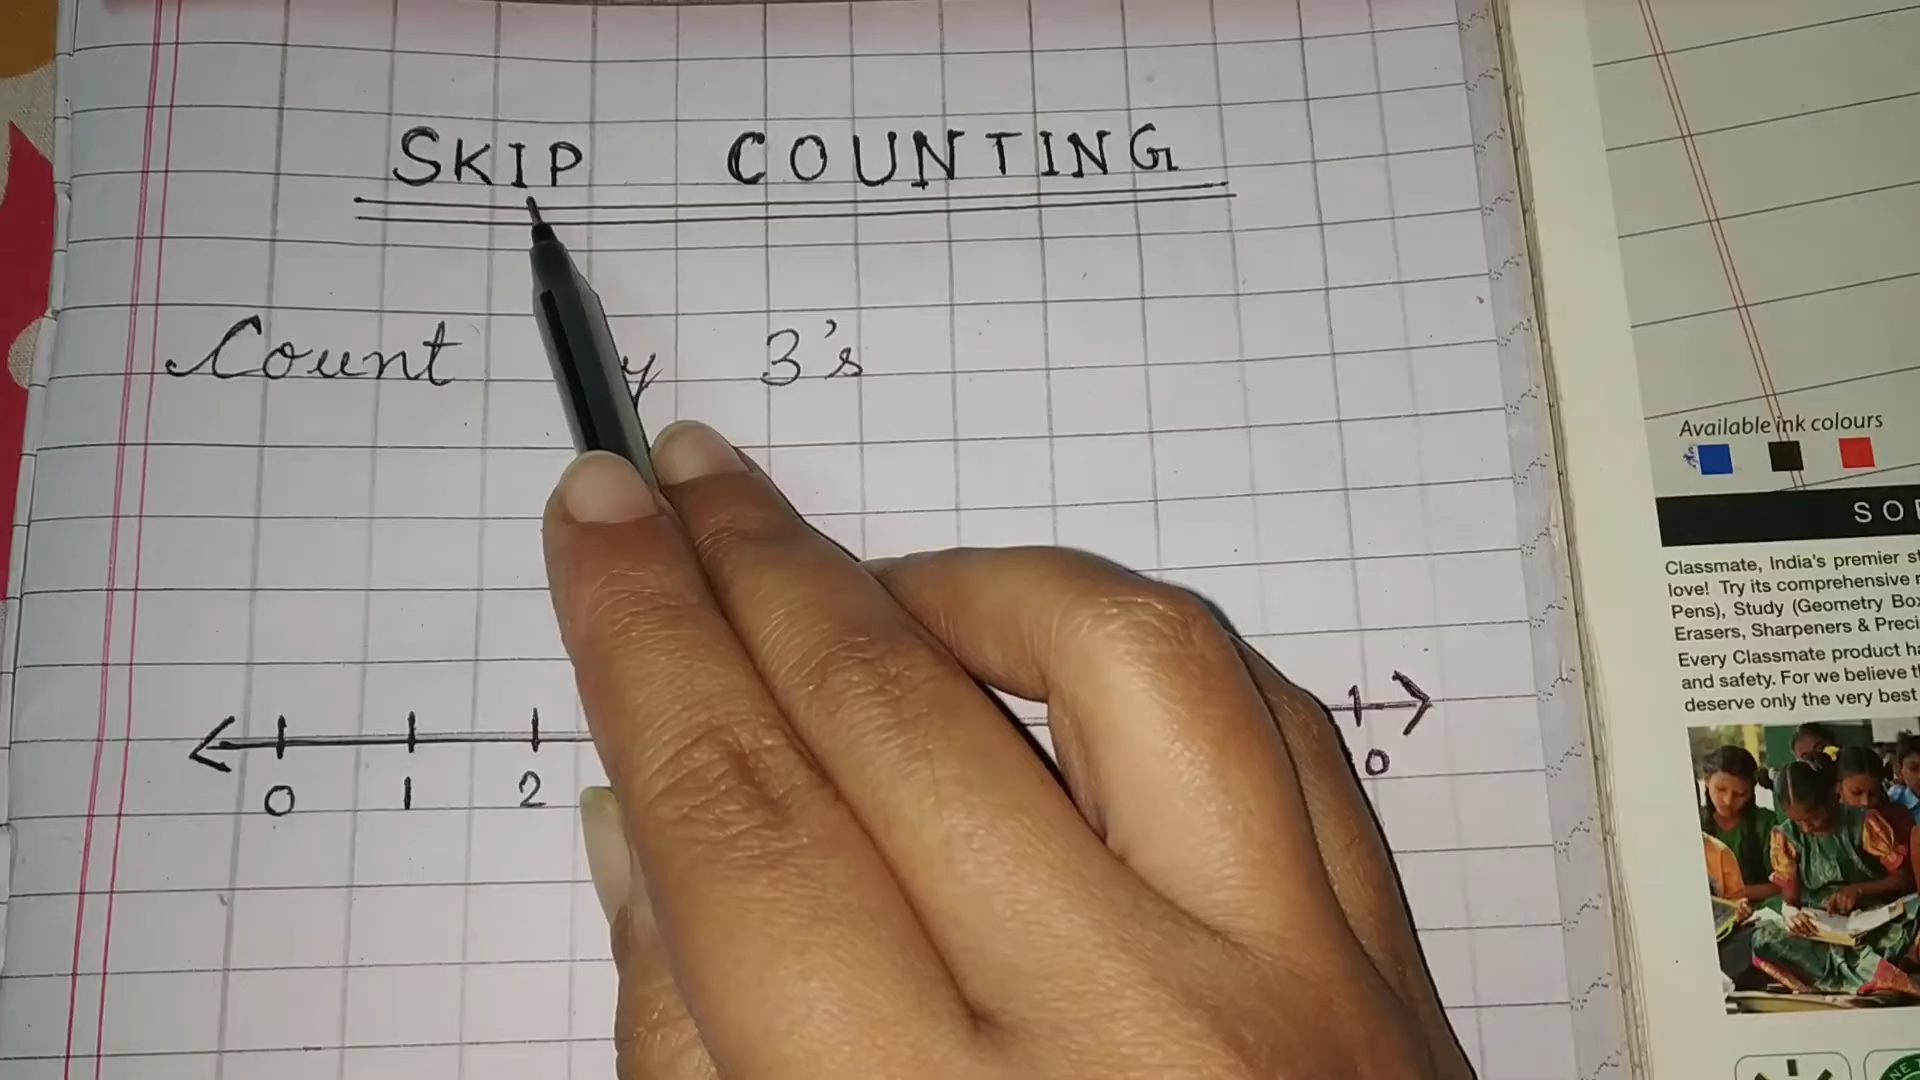 SKIP COUNTING
Count y 3's
0 1 2 0
Available ink colours
Classmate, India's premier
love! Try its comprehensive
Pens), Study (Geometry
Erasers, Sharpeners &
Every Classmate product
and safety. For we believe
deserve only the very best